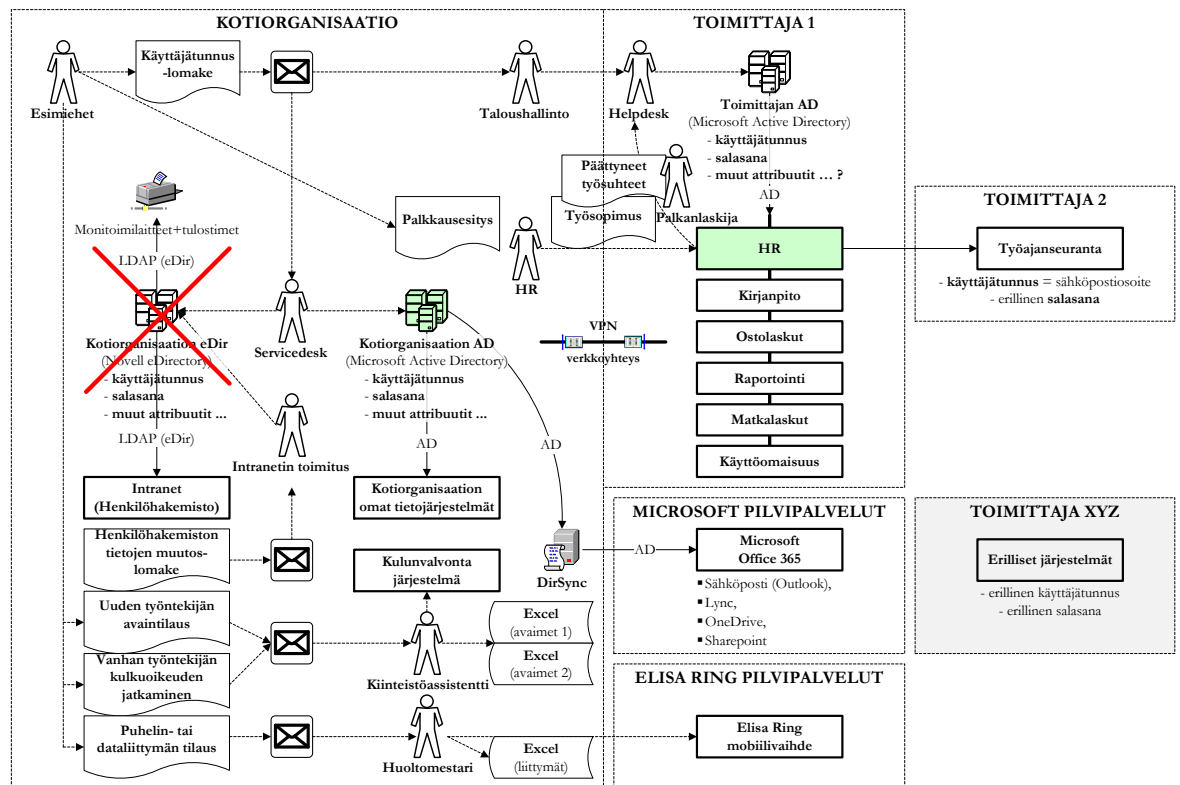 KOTIORGANISAATIO
Esimiehet
Käyttäjätunnus
-lomake
Taloushallinto
Monitoimilaitteet+tulostimet
LDAP (eDir)
Kotiorganisaation eDir
(Novell eDirectory)
- käyttäjätunnus
- salasana
- muut attribuutit ...
LDAP (eDir)
Servicedesk
Palkkausesitys
HR
Kotiorganisaation AD
(Microsoft Active Directory)
- käyttäjätunnus
- salasana
- muut attribuutit ...
AD
AD
Intranetin toimitus
Intranet
(Henkilöhakemisto)
Kotiorganisaation
omat tietojärjestelmät
Henkilöhakemiston
tietojen muutos-
lomake
Kulunvalvonta
järjestelmä
DirSync
Uuden työntekijän
avaintilaus
Vanhan työntekijän
kulkuoikeuden
jatkaminen
Kiinteistöassistentti
Excel
(avaimet 1)
Excel
(avaimet 2)
Puhelin- tai
dataliittymän tilaus
Huoltomestari
Excel
(liittymät)
VPN
verkkoyhteys
TOIMITTAJA 1
Helpdesk
Toimittajan AD
(Microsoft Active Directory)
- käyttäjätunnus
- salasana
- muut attribuutit ... ?
AD
Päättyneet
työsuhteet
Työsopimus
Palkanlaskija
HR
Kirjanpito
Ostolaskut
Raportointi
Matkalaskut
Käyttöomaisuus
TOIMITTAJA 2
Työajanseuranta
- käyttäjätunnus = sähköpostiosoite
- erillinen salasana
MICROSOFT PILVIPALVELUT
AD
Microsoft
Office 365
▪ Sähköposti (Outlook),
▪ Lync,
▪ OneDrive,
▪ Sharepoint
TOIMITTAJA XYZ
Erilliset järjestelmät
- erillinen käyttäjätunnus
- erillinen salasana
ELISA RING PILVIPALVELUT
Elisa Ring
mobiilivaihde